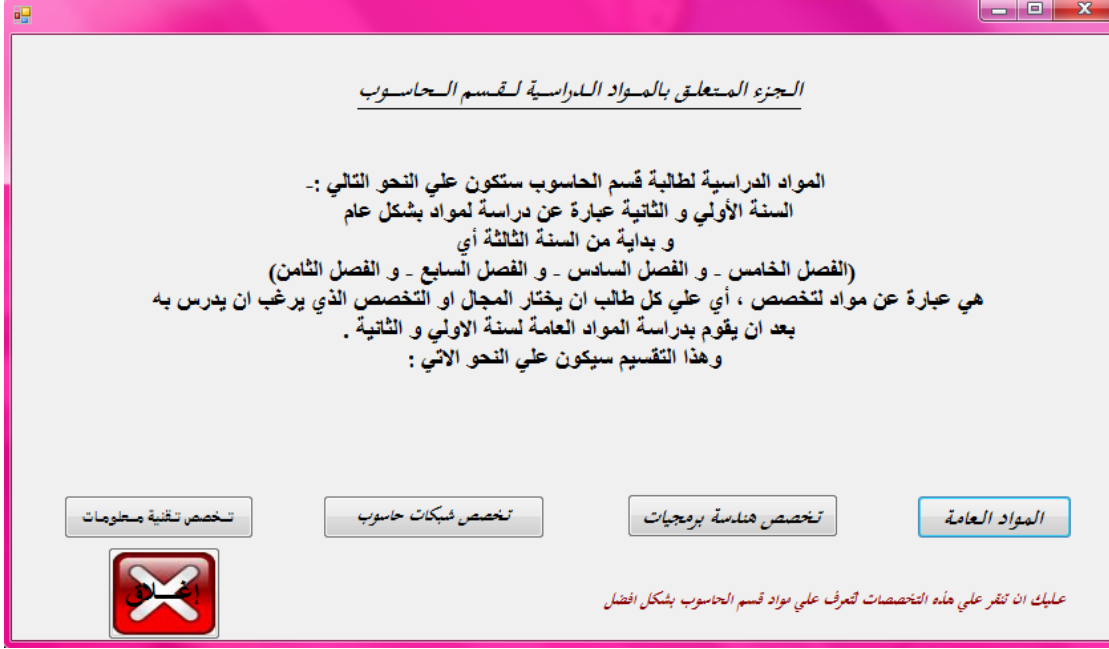 الجزء المتعلق بالمواد الدراسية لقسم الحاسوب
المواد الدراسية لطالبة قسم الحاسوب ستكون علي النحو التالي :-
السنة الأولي و الثانية عبارة عن دراسة لمواد بشكل عام
و بداية من السنة الثالثة أي
(الفصل الخامس - و الفصل السادس - و الفصل السابع - و الفصل الثامن)
هي عبارة عن مواد لتخصص ، أي علي كل طالب ان يختار المجال او التخصص الذي يرغب ان يدرس به
بعد ان يقوم بدراسة المواد العامة لسنة الاولي و الثانية .
وهذا التقسيم سيكون علي النحو الاتي :
المواد العامة
تخصص هندسة برمجيات
تخصص شبكات حاسوب
تخصص تقنية معلومات
عليك ان تنقر علي هذه التخصصات لتعرف علي مواد قسم الحاسوب بشكل افضل
إغلاق